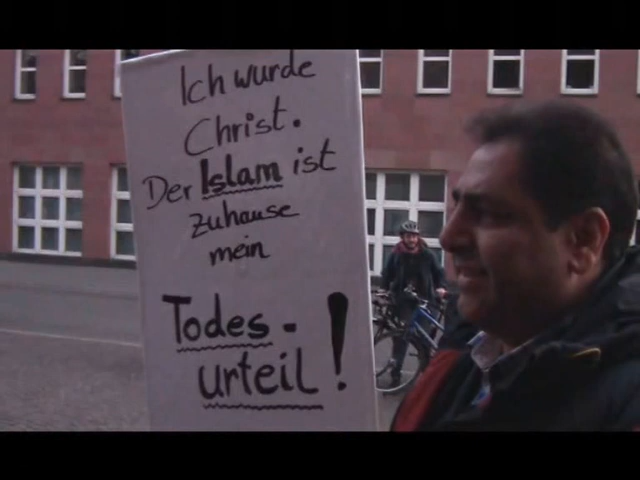 Ich wurde
Christ.
Der Islam ist
zuhause
mein
Todes-
urteil!